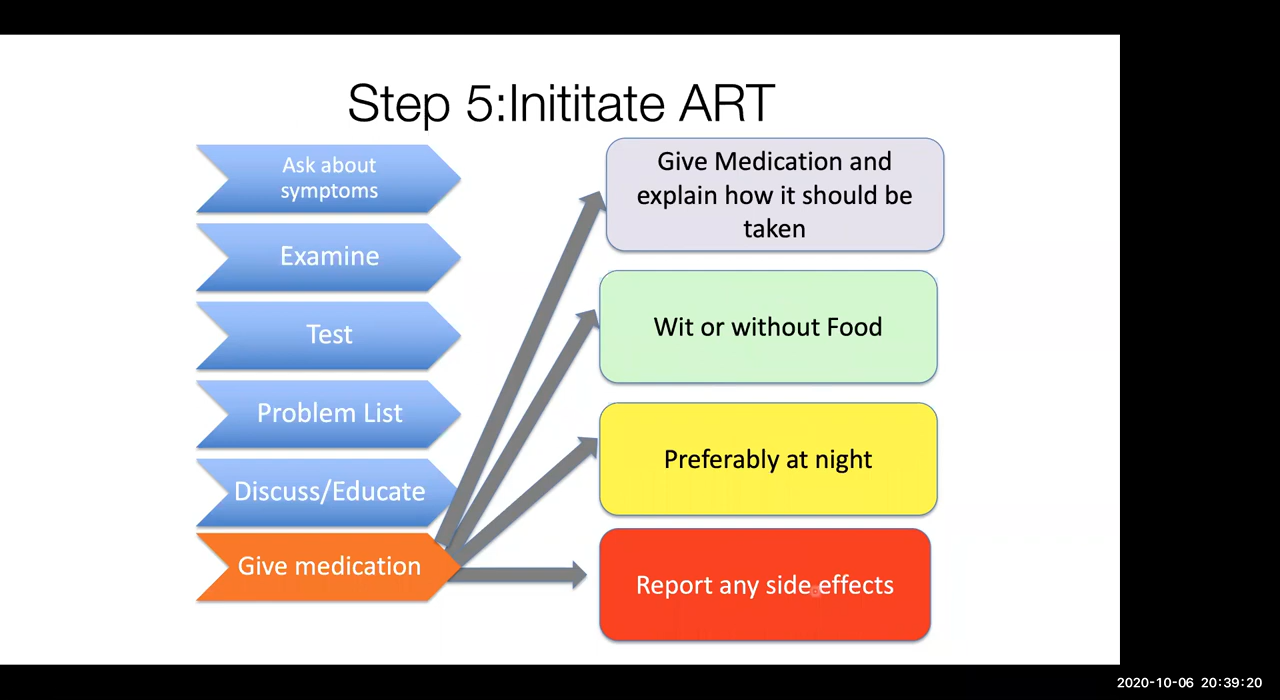 Step 5:Inititate ART
Ask about
symptoms
Examine
Test
Problem List
Discuss/Educate
Give medication
Give Medication and
explain how it should be
taken
Wit or without Food
Preferably at night
Report any side effects
2020-10-06 20:39:20